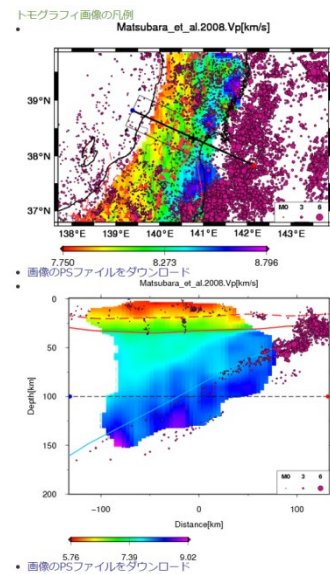 トモグラフィ画像の凡例
Matsubara_et_al.2008.Vp[km/s]
39°N
38°N
37°N
M0 3 6
138°E 139°E 140°E 141°E 142°E 143°E
7.750 8.273 8.796
画像のPSファイルをダウンロード
Matsubara_et_al.2008.Vp[km/s]
0
50
100
150
200
Depth[km]
M0 3 6
−100 0 100
Distance[km]
5.76 7.39 9.02
画像のPSファイルをダウンロード